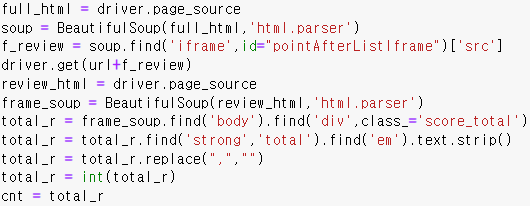 full_html = driver.page_source
soup = BeautifulSoup(full_html,'html.parser')
f_review = soup.find('iframe',id="pointAfterListIframe")['src']
driver.get(url+f_review)
review_html = driver.page_source
frame_soup = BeautifulSoup(review_html,'html.parser')
total_r = frame_soup.find('body').find('div',class_='score_total')
total_r = total_r.find('strong','total').find('em').text.strip()
total_r = total_r.replace(",","")
total_r = int(total_r)
cnt = total_r